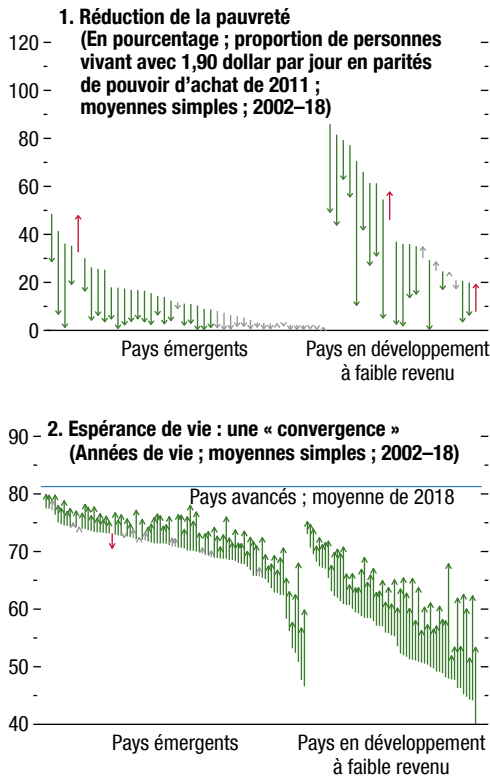 1. Réduction de la pauvreté
(En pourcentage ; proportion de personnes
vivant avec 1,90 dollar par jour en parités
de pouvoir d’achat de 2011 ;
moyennes simples ; 2002–18)
120
100
80
60
40
20
0
Pays émergents
Pays en développement
à faible revenu
2. Espérance de vie : une « convergence »
(Années de vie ; moyennes simples ; 2002–18)
90
80
70
60
50
40
Pays avancés ; moyenne de 2018
Pays émergents
Pays en développement
à faible revenu